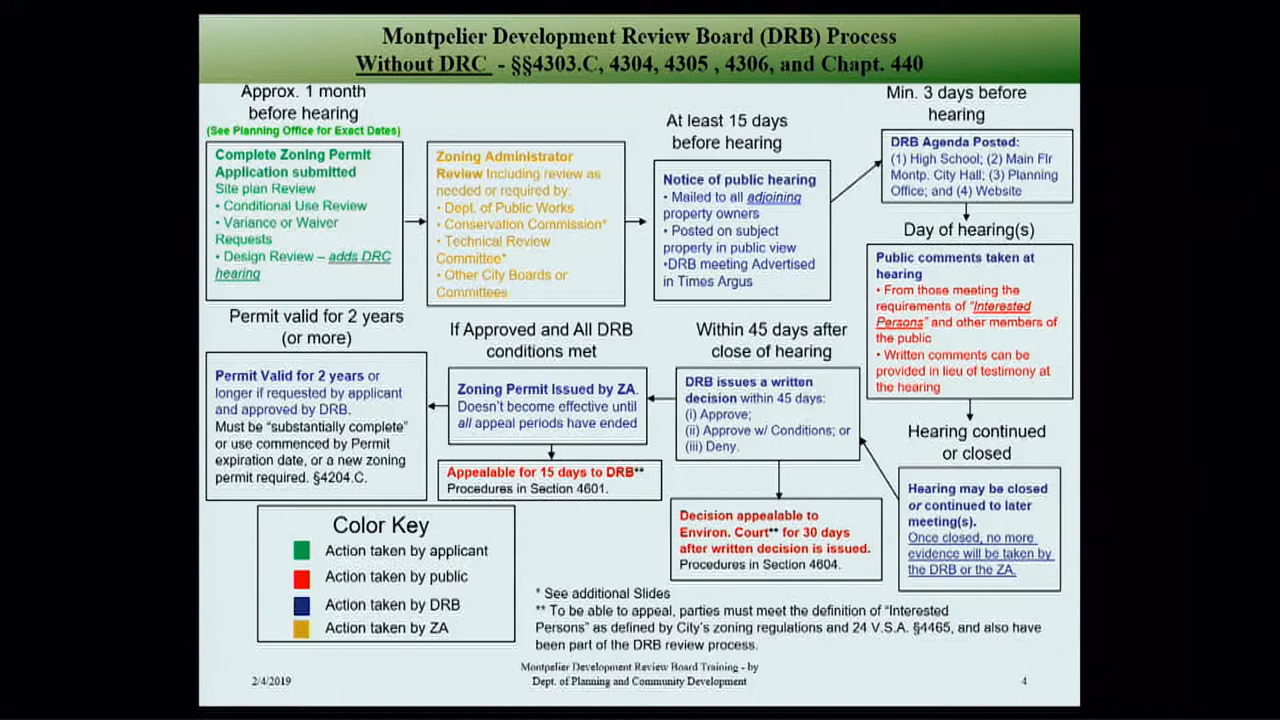 Montpelier Development Review Board (DRB) Process
Without DRC - §§4303.C, 4304, 4305 , 4306, and Chapt. 440
Approx. 1 month
before hearing
(See Planning Office for Exact Dates)
Complete Zoning Permit
Application submitted
Site plan Review
• Conditional Use Review
• Variance or Waiver
Requests
• Design Review – adds DRC
hearing
Zoning Administrator
Review Including review as
needed or required by:
• Dept. of Public Works
• Conservation Commission*
• Technical Review
Committee*
• Other City Boards or
Committees
At least 15 days
before hearing
Notice of public hearing
• Mailed to all adjoining
property owners
• Posted on subject
property in public view
•DRB meeting Advertised
in Times Argus
Min. 3 days before
hearing
DRB Agenda Posted:
(1) High School; (2) Main Flr
Montp. City Hall; (3) Planning
Office; and (4) Website
Day of hearing(s)
Public comments taken at
hearing
• From those meeting the
requirements of "Interested
Persons" and other members of
the public
• Written comments can be
provided in lieu of testimony at
the hearing
Hearing continued
or closed
Hearing may be closed
or continued to later
meeting(s).
Once closed, no more
evidence will be taken by
the DRB or the ZA.
Within 45 days after
close of hearing
DRB issues a written
decision within 45 days:
(i) Approve;
(ii) Approve w/ Conditions; or
(iii) Deny.
Decision appealable to
Environ. Court** for 30 days
after written decision is issued.
Procedures in Section 4604.
If Approved and All DRB
conditions met
Zoning Permit Issued by ZA.
Doesn't become effective until
all appeal periods have ended
Appealable for 15 days to DRB**
Procedures in Section 4601.
Permit valid for 2 years
(or more)
Permit Valid for 2 years or
longer if requested by applicant
and approved by DRB.
Must be "substantially complete"
or use commenced by Permit
expiration date, or a new zoning
permit required. §4204.C.
Color Key
Action taken by applicant
Action taken by public
Action taken by DRB
Action taken by ZA
* See additional Slides
** To be able to appeal, parties must meet the definition of "Interested
Persons" as defined by City's zoning regulations and 24 V.S.A. §4465, and also have
been part of the DRB review process.
2/4/2019
Montpelier Development Review Board Training - by
Dept. of Planning and Community Development
4